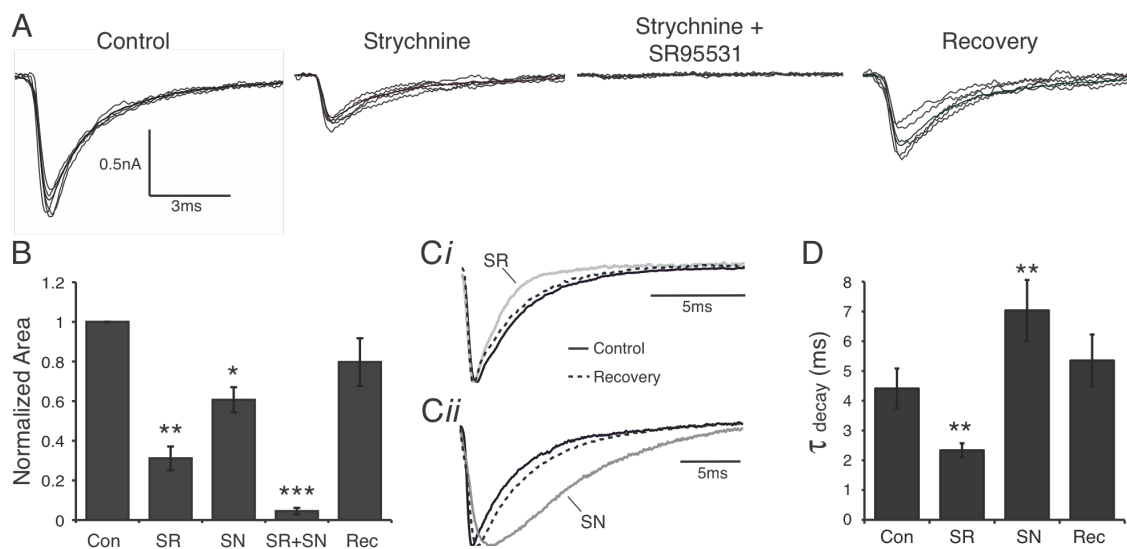 A
Control
Strychnine
Strychnine +
SR95531
Recovery
0.5nA
3ms
B
Normalized Area
1.2
1
0.8
0.6
0.4
0.2
0
**
*
***
Con SR SN SR+SN Rec
Ci
SR
5ms
Control
Recovery
Cii
5ms
SN
D
τ decay (ms)
8
7
6
5
4
3
2
1
0
**
**
Con SR SN Rec